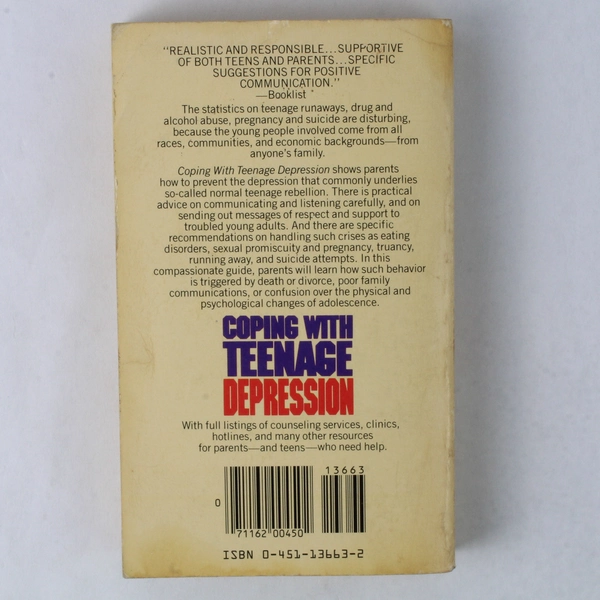 "REALISTIC AND RESPONSIBLE...SUPPORTIVE
OF BOTH TEENS AND PARENTS...SPECIFIC
SUGGESTIONS FOR POSITIVE
COMMUNICATION."
—Booklist
The statistics on teenage runaways, drug and
alcohol abuse, pregnancy and suicide are disturbing,
because the young people involved come from all
races, communities, and economic backgrounds—from
anyone's family.
Coping With Teenage Depression shows parents
how to prevent the depression that commonly underlies
so-called normal teenage rebellion. There is practical
advice on communicating and listening carefully, and on
sending out messages of respect and support to
troubled young adults. And there are specific
recommendations on handling such crises as eating
disorders, sexual promiscuity and pregnancy, truancy,
running away, and suicide attempts. In this
compassionate guide, parents will learn how such behavior
is triggered by death or divorce, poor family
communications, or confusion over the physical and
psychological changes of adolescence.
COPING WITH
TEENAGE
DEPRESSION
With full listings of counseling services, clinics,
hotlines, and many other resources
for parents—and teens—who need help.
13663
0
71162 00450
ISBN 0-451-13663-2